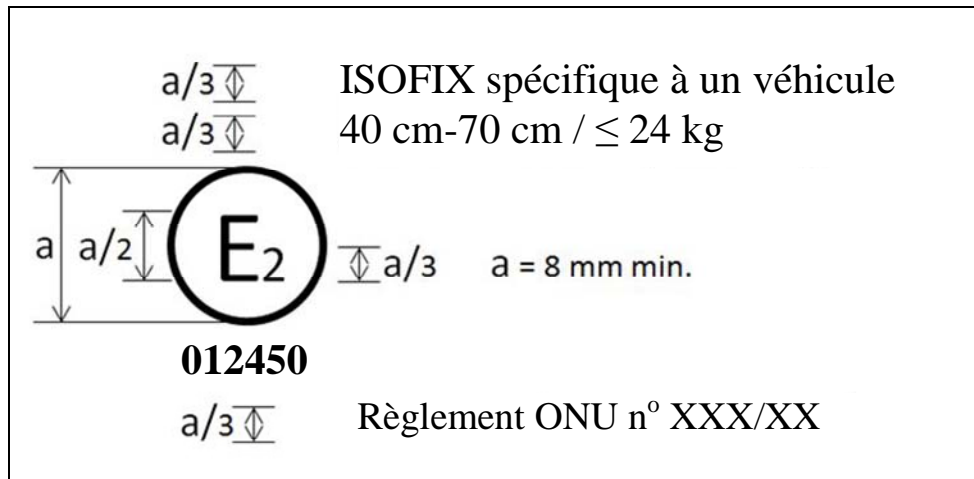 a/3 ISOFIX spécifique à un véhicule
a/3 40 cm-70 cm / ≤ 24 kg
a a/2 E2 a/3 a = 8 mm min.
012450
a/3 Règlement ONU nº XXX/XX